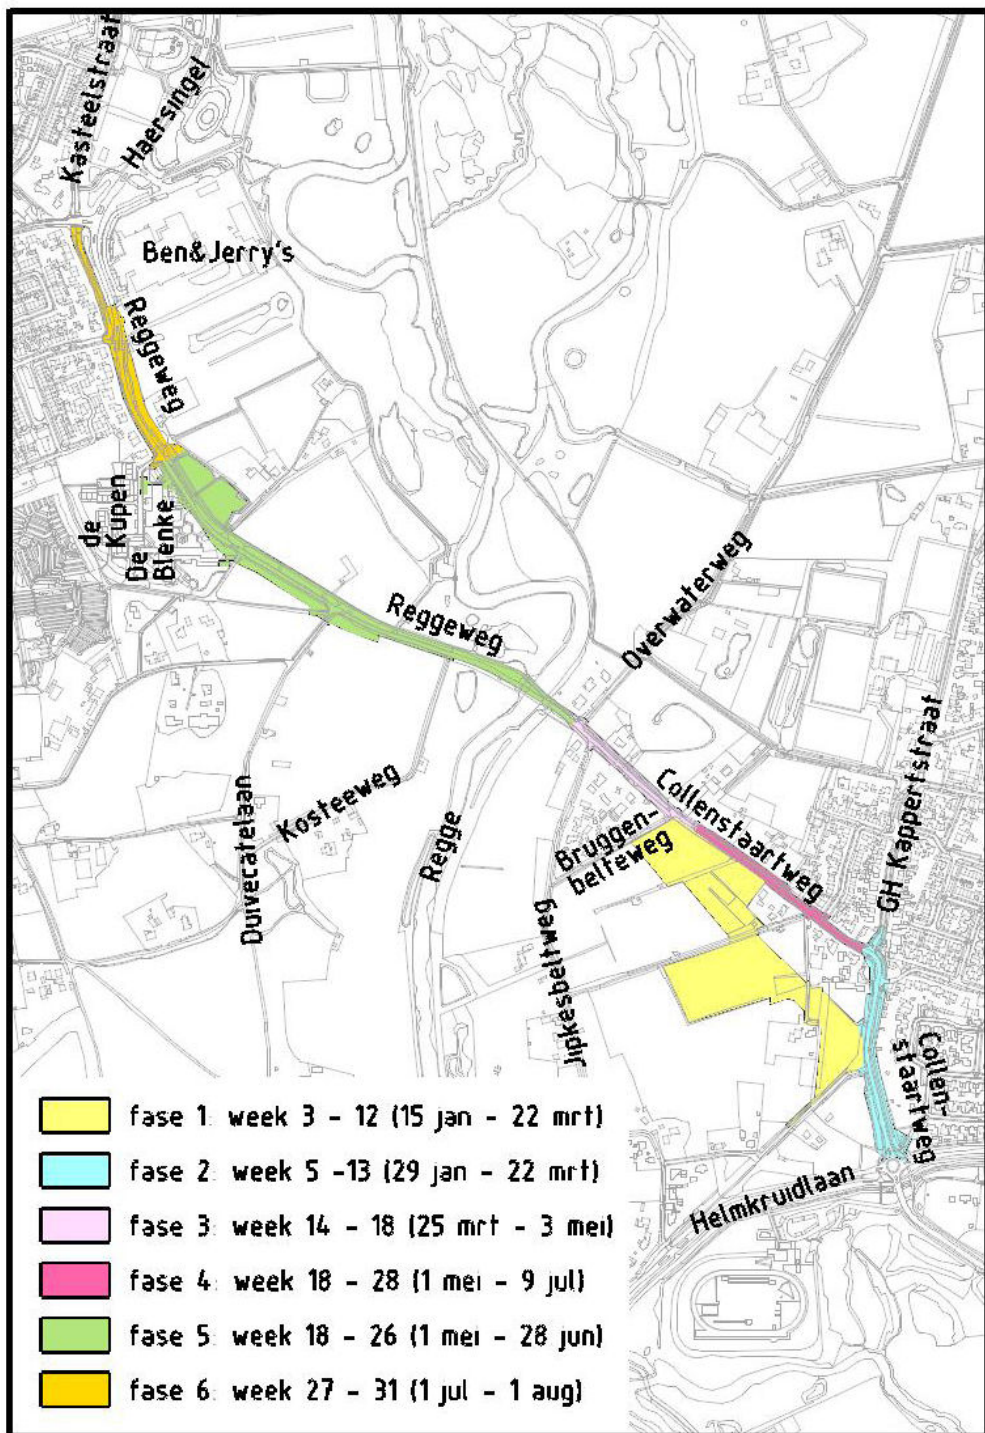 Kasteelstraat
Haersingel
Ben&Jerry's
Reggeweg
de
Kupen
De
Blenke
Reggeweg
Overwaterweg
Collenstaartweg
GH Kappertstraat
Bruggen-
belteweg
Kosteeweg
Duivecatelaan
Regge
Jipkesbeltweg
Collen-
staartweg
Helmkruidlaan
fase 1: week 3 - 12 (15 jan - 22 mrt)
fase 2: week 5 -13 (29 jan - 22 mrt)
fase 3: week 14 - 18 (25 mrt - 3 mei)
fase 4: week 18 - 28 (1 mei - 9 jul)
fase 5: week 18 - 26 (1 mei - 28 jun)
fase 6: week 27 - 31 (1 jul - 1 aug)